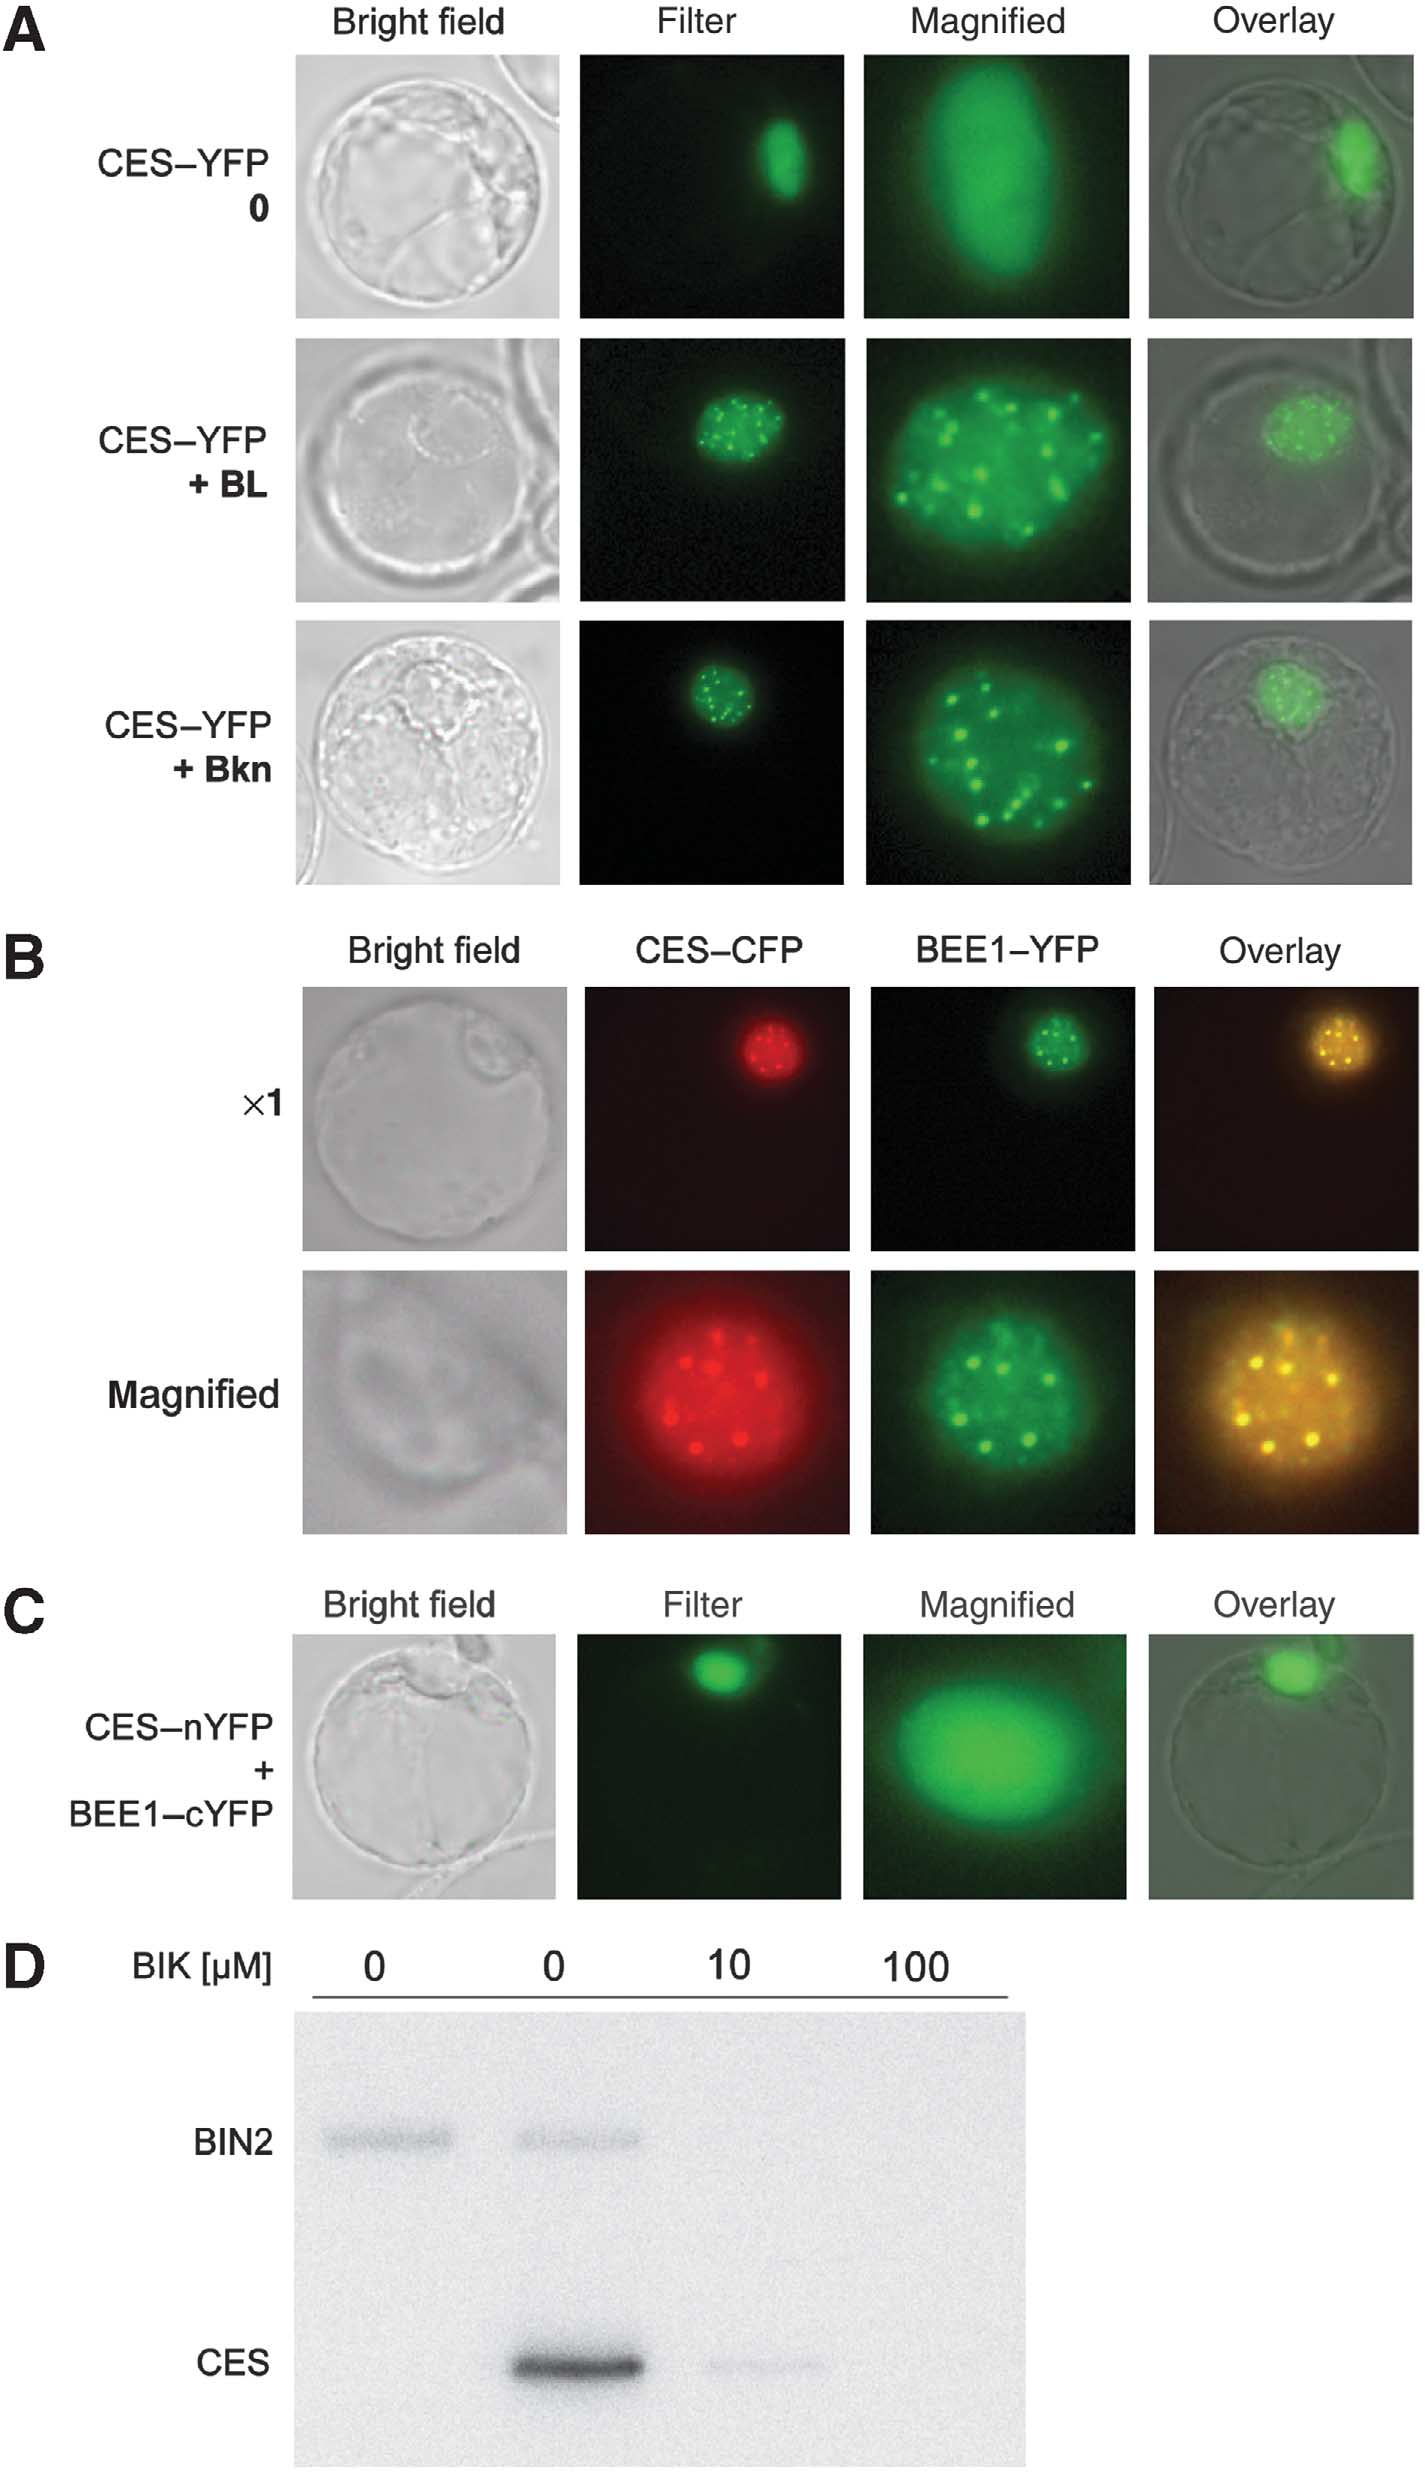 A
Bright field Filter Magnified Overlay
CES–YFP
0
CES–YFP
+ BL
CES–YFP
+ Bkn
B
Bright field CES–CFP BEE1–YFP Overlay
×1
Magnified
C
Bright field Filter Magnified Overlay
CES–nYFP
+
BEE1–cYFP
D
BIK [μM] 0 0 10 100
BIN2
CES